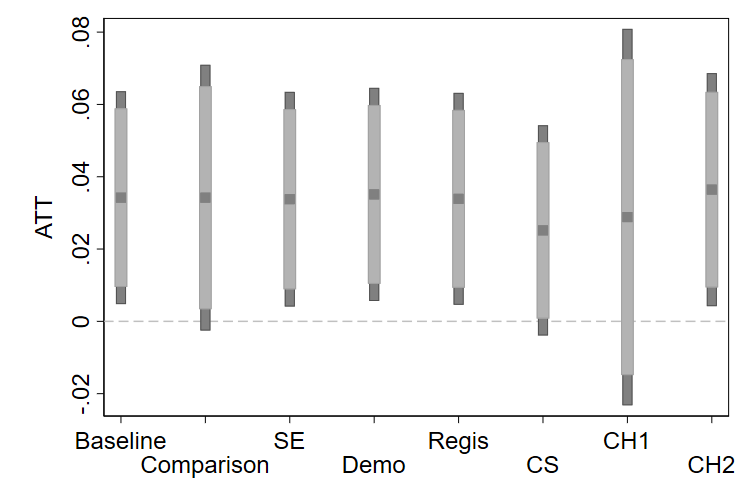 ATT
.08
.06
.04
.02
0
-.02
Baseline
SE
Regis
CH1
Comparison
Demo
CS
CH2